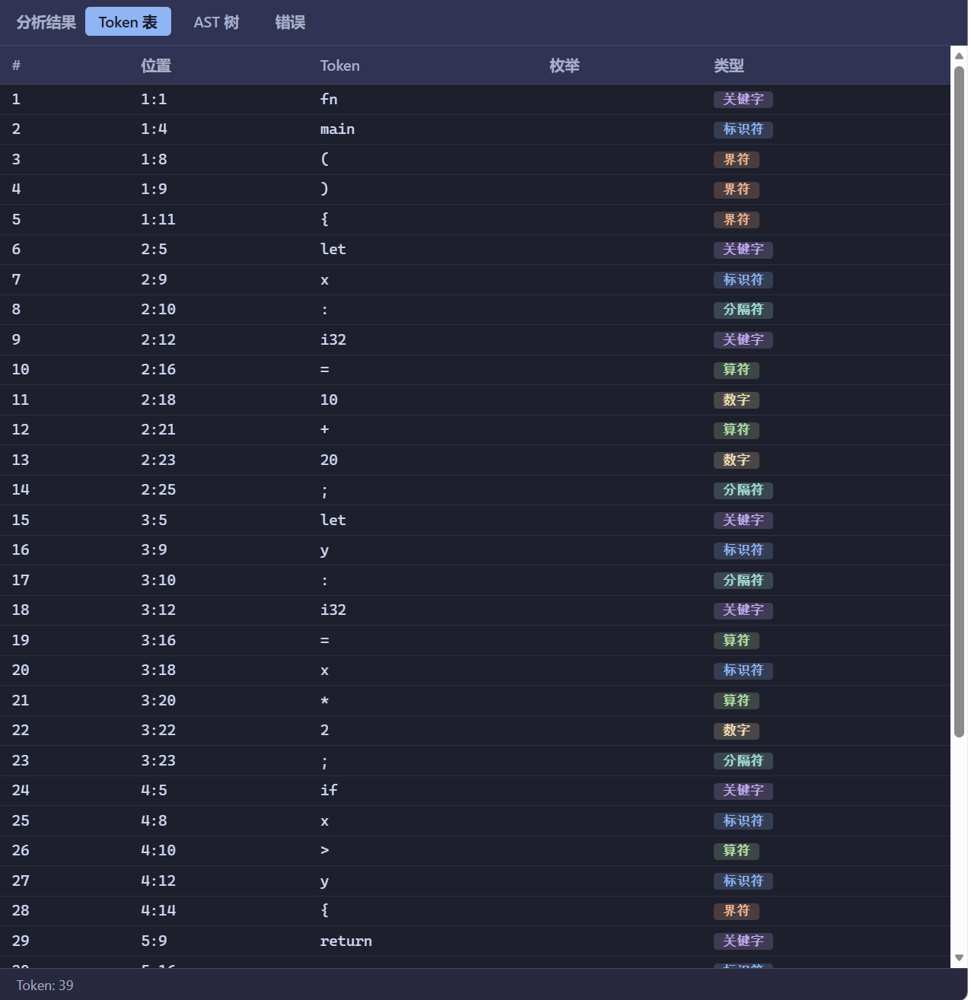 分析结果 Token 表 AST 树 错误
# 位置 Token 枚举 类型
1 1:1 fn 关键字
2 1:4 main 标识符
3 1:8 ( 界符
4 1:9 ) 界符
5 1:11 { 界符
6 2:5 let 关键字
7 2:9 x 标识符
8 2:10 : 分隔符
9 2:12 i32 关键字
10 2:16 = 算符
11 2:18 10 数字
12 2:21 + 算符
13 2:23 20 数字
14 2:25 ; 分隔符
15 3:5 let 关键字
16 3:9 y 标识符
17 3:10 : 分隔符
18 3:12 i32 关键字
19 3:16 = 算符
20 3:18 x 标识符
21 3:20 * 算符
22 3:22 2 数字
23 3:23 ; 分隔符
24 4:5 if 关键字
25 4:8 x 标识符
26 4:10 > 算符
27 4:12 y 标识符
28 4:14 { 界符
29 5:9 return 关键字
Token: 39